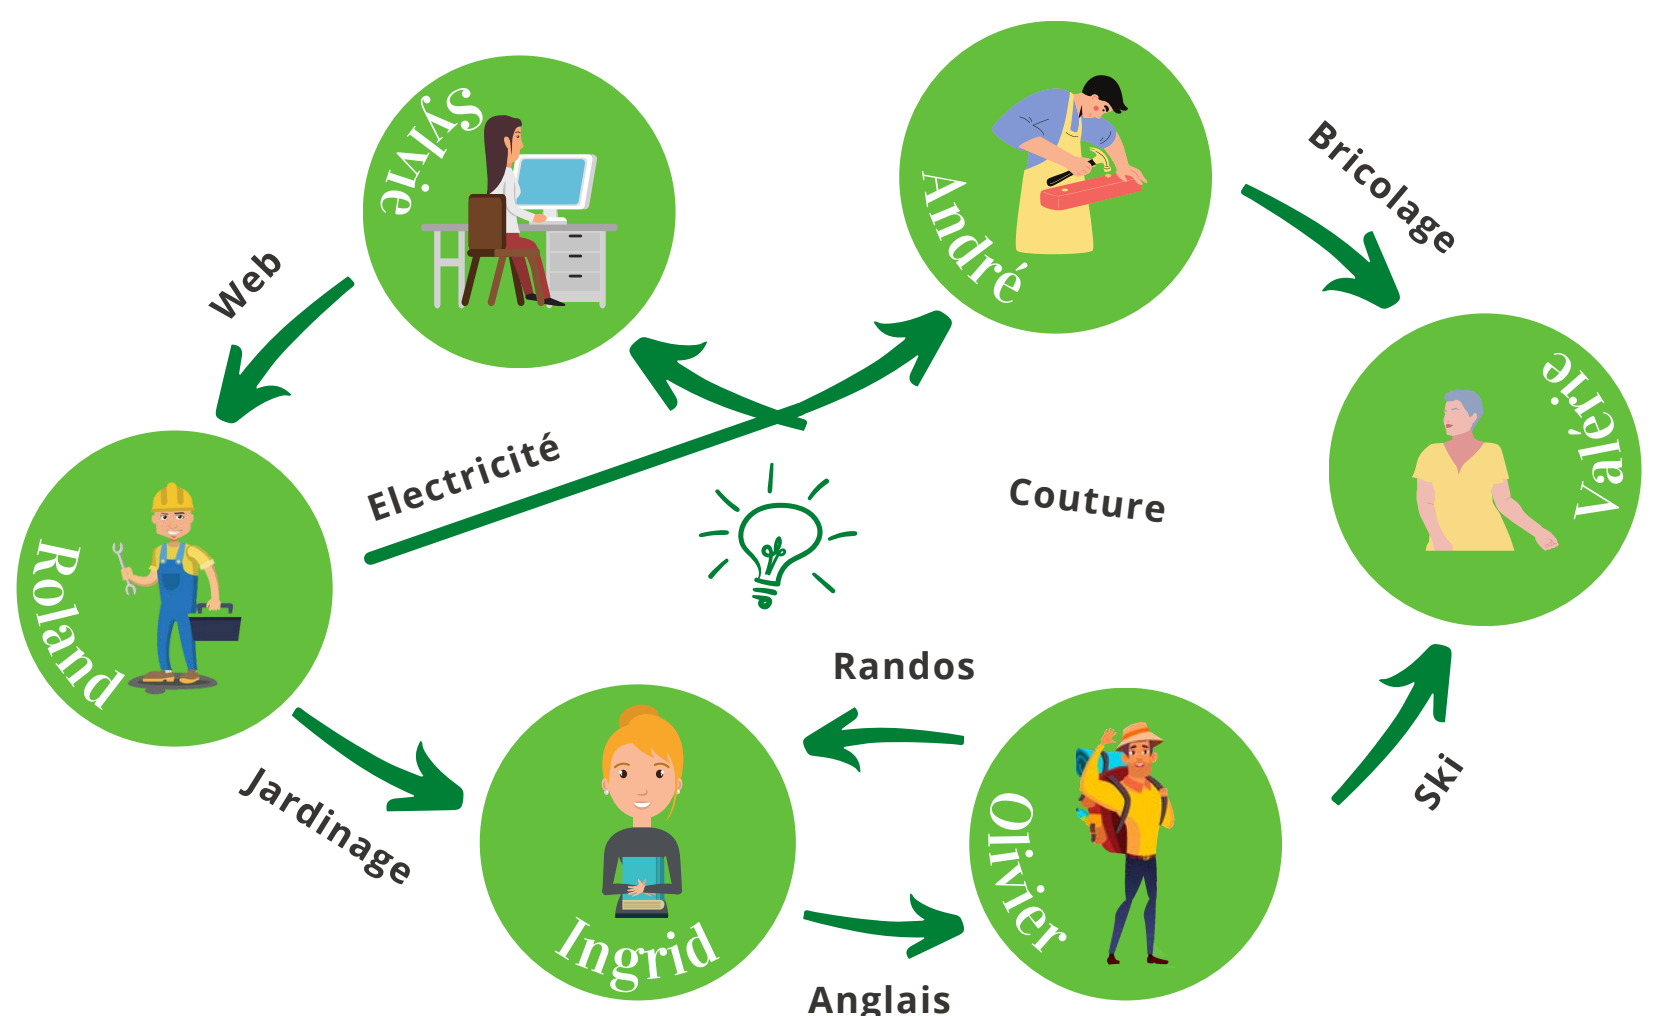 Sylvie
André
Bricolage
Web
Valérie
Electricité
Couture
Roland
Randos
Jardinage
Ski
Olivier
Ingrid
Anglais